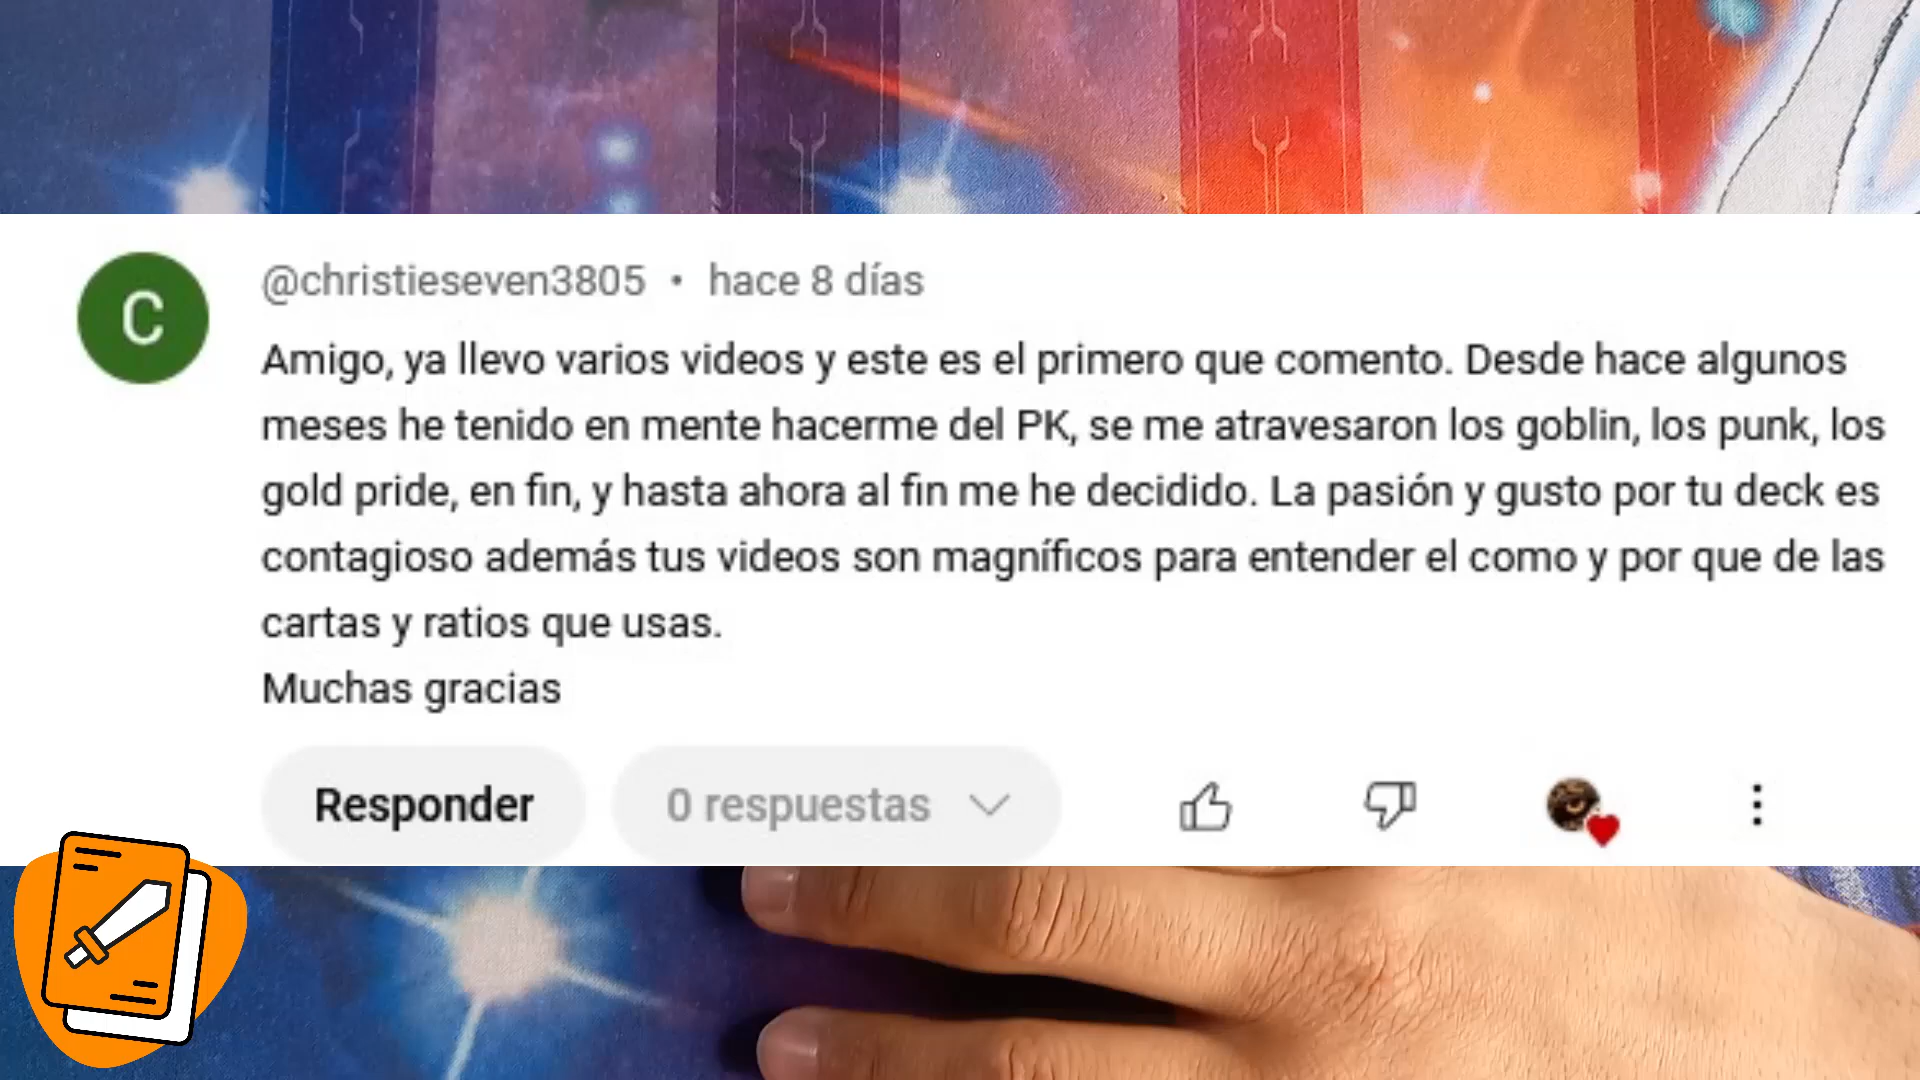 @christieseven3805 • hace 8 días
Amigo, ya llevo varios videos y este es el primero que comento. Desde hace algunos
meses he tenido en mente hacerme del PK, se me atravesaron los goblin, los punk, los
gold pride, en fin, y hasta ahora al fin me he decidido. La pasión y gusto por tu deck es
contagioso además tus videos son magníficos para entender el como y por que de las
cartas y ratios que usas.
Muchas gracias
Responder
0 respuestas
C